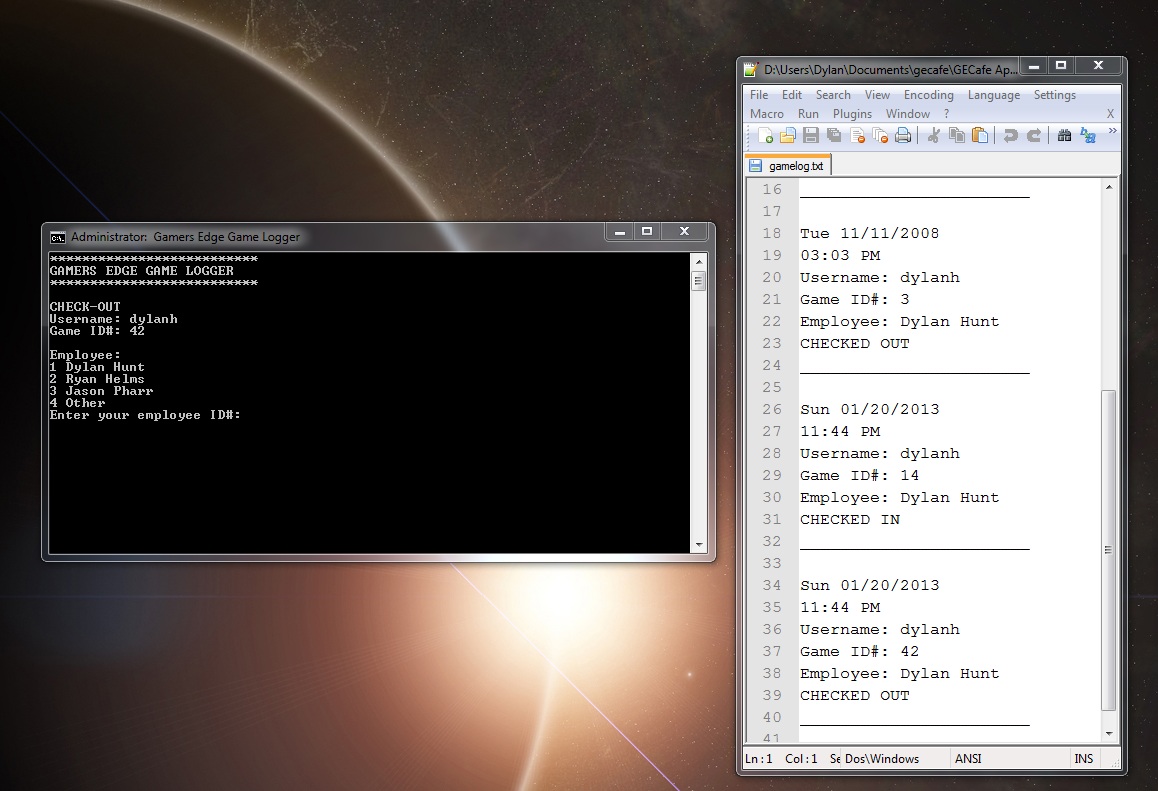 Administrator: Gamers Edge Game Logger
**************************
GAMERS EDGE GAME LOGGER
**************************
CHECK-OUT
Username: dylanh
Game ID#: 42
Employee:
1 Dylan Hunt
2 Ryan Helms
3 Jason Pharr
4 Other
Enter your employee ID#:
D:\Users\Dylan\Documents\gecafe\GECafe Ap...
File Edit Search View Encoding Language Settings
Macro Run Plugins Window ? X
gamelog.txt
16 _______________________
17
18 Tue 11/11/2008
19 03:03 PM
20 Username: dylanh
21 Game ID#: 3
22 Employee: Dylan Hunt
23 CHECKED OUT
24 _______________________
25
26 Sun 01/20/2013
27 11:44 PM
28 Username: dylanh
29 Game ID#: 14
30 Employee: Dylan Hunt
31 CHECKED IN
32 _______________________
33
34 Sun 01/20/2013
35 11:44 PM
36 Username: dylanh
37 Game ID#: 42
38 Employee: Dylan Hunt
39 CHECKED OUT
40 _______________________
41
Ln:1 Col:1 Se Dos\Windows ANSI INS